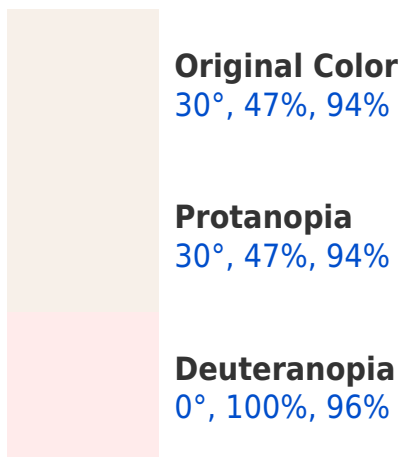 Original Color
30°, 47%, 94%
Protanopia
30°, 47%, 94%
Deuteranopia
0°, 100%, 96%